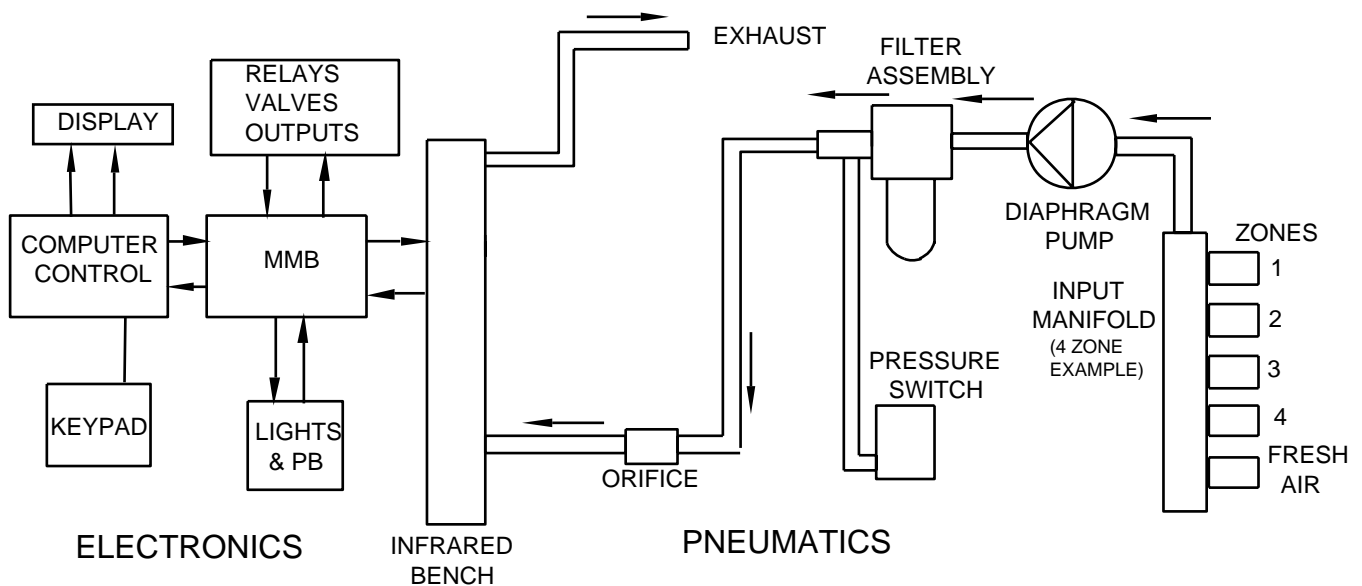 EXHAUST
FILTER
ASSEMBLY
RELAYS
VALVES
OUTPUTS
DISPLAY
COMPUTER
CONTROL
MMB
DIAPHRAGM
PUMP
ZONES
1
INPUT
MANIFOLD
(4 ZONE
EXAMPLE)
2
3
4
FRESH
AIR
PRESSURE
SWITCH
KEYPAD
LIGHTS
& PB
ORIFICE
ELECTRONICS
INFRARED
BENCH
PNEUMATICS